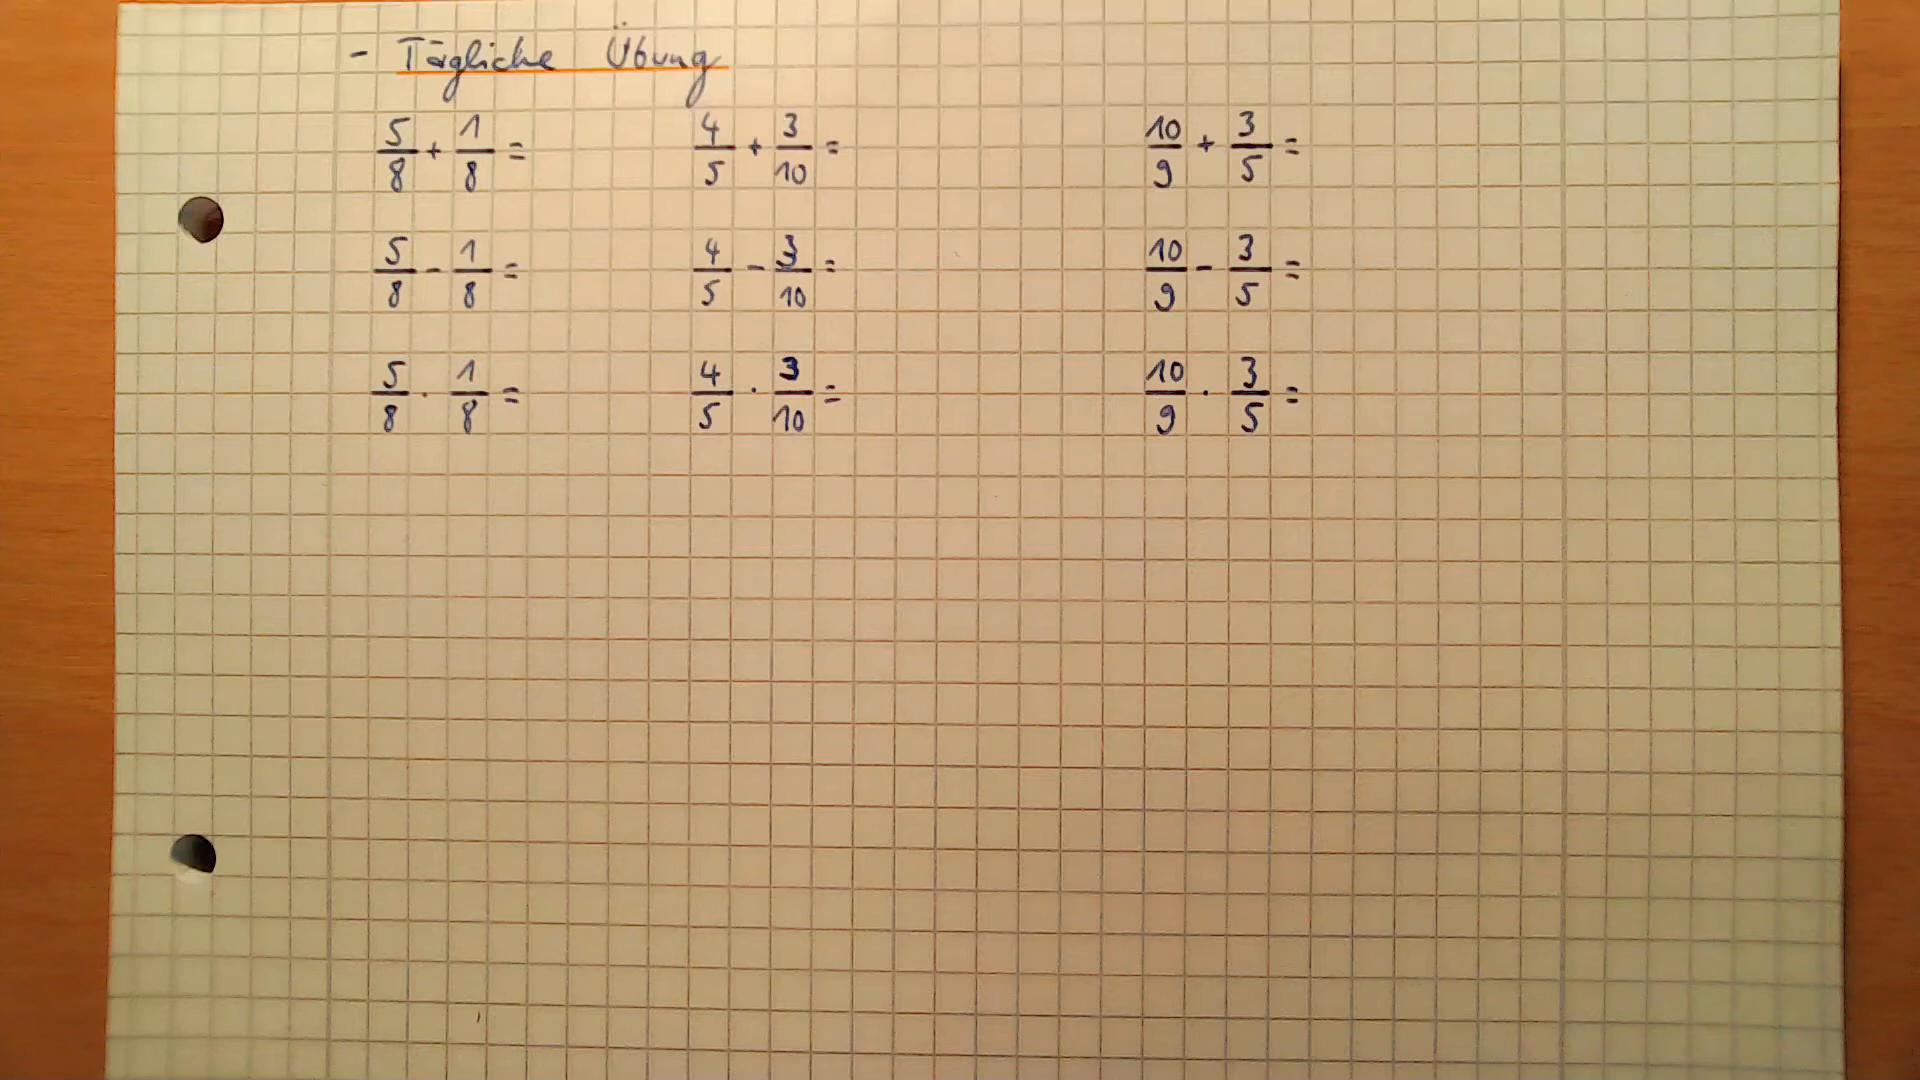 - Tägliche Übung
5/8 + 1/8 = 4/5 + 3/10 = 10/9 + 3/5 =
5/8 - 1/8 = 4/5 - 3/10 = 10/9 - 3/5 =
5/8 · 1/8 = 4/5 · 3/10 = 10/9 · 3/5 =